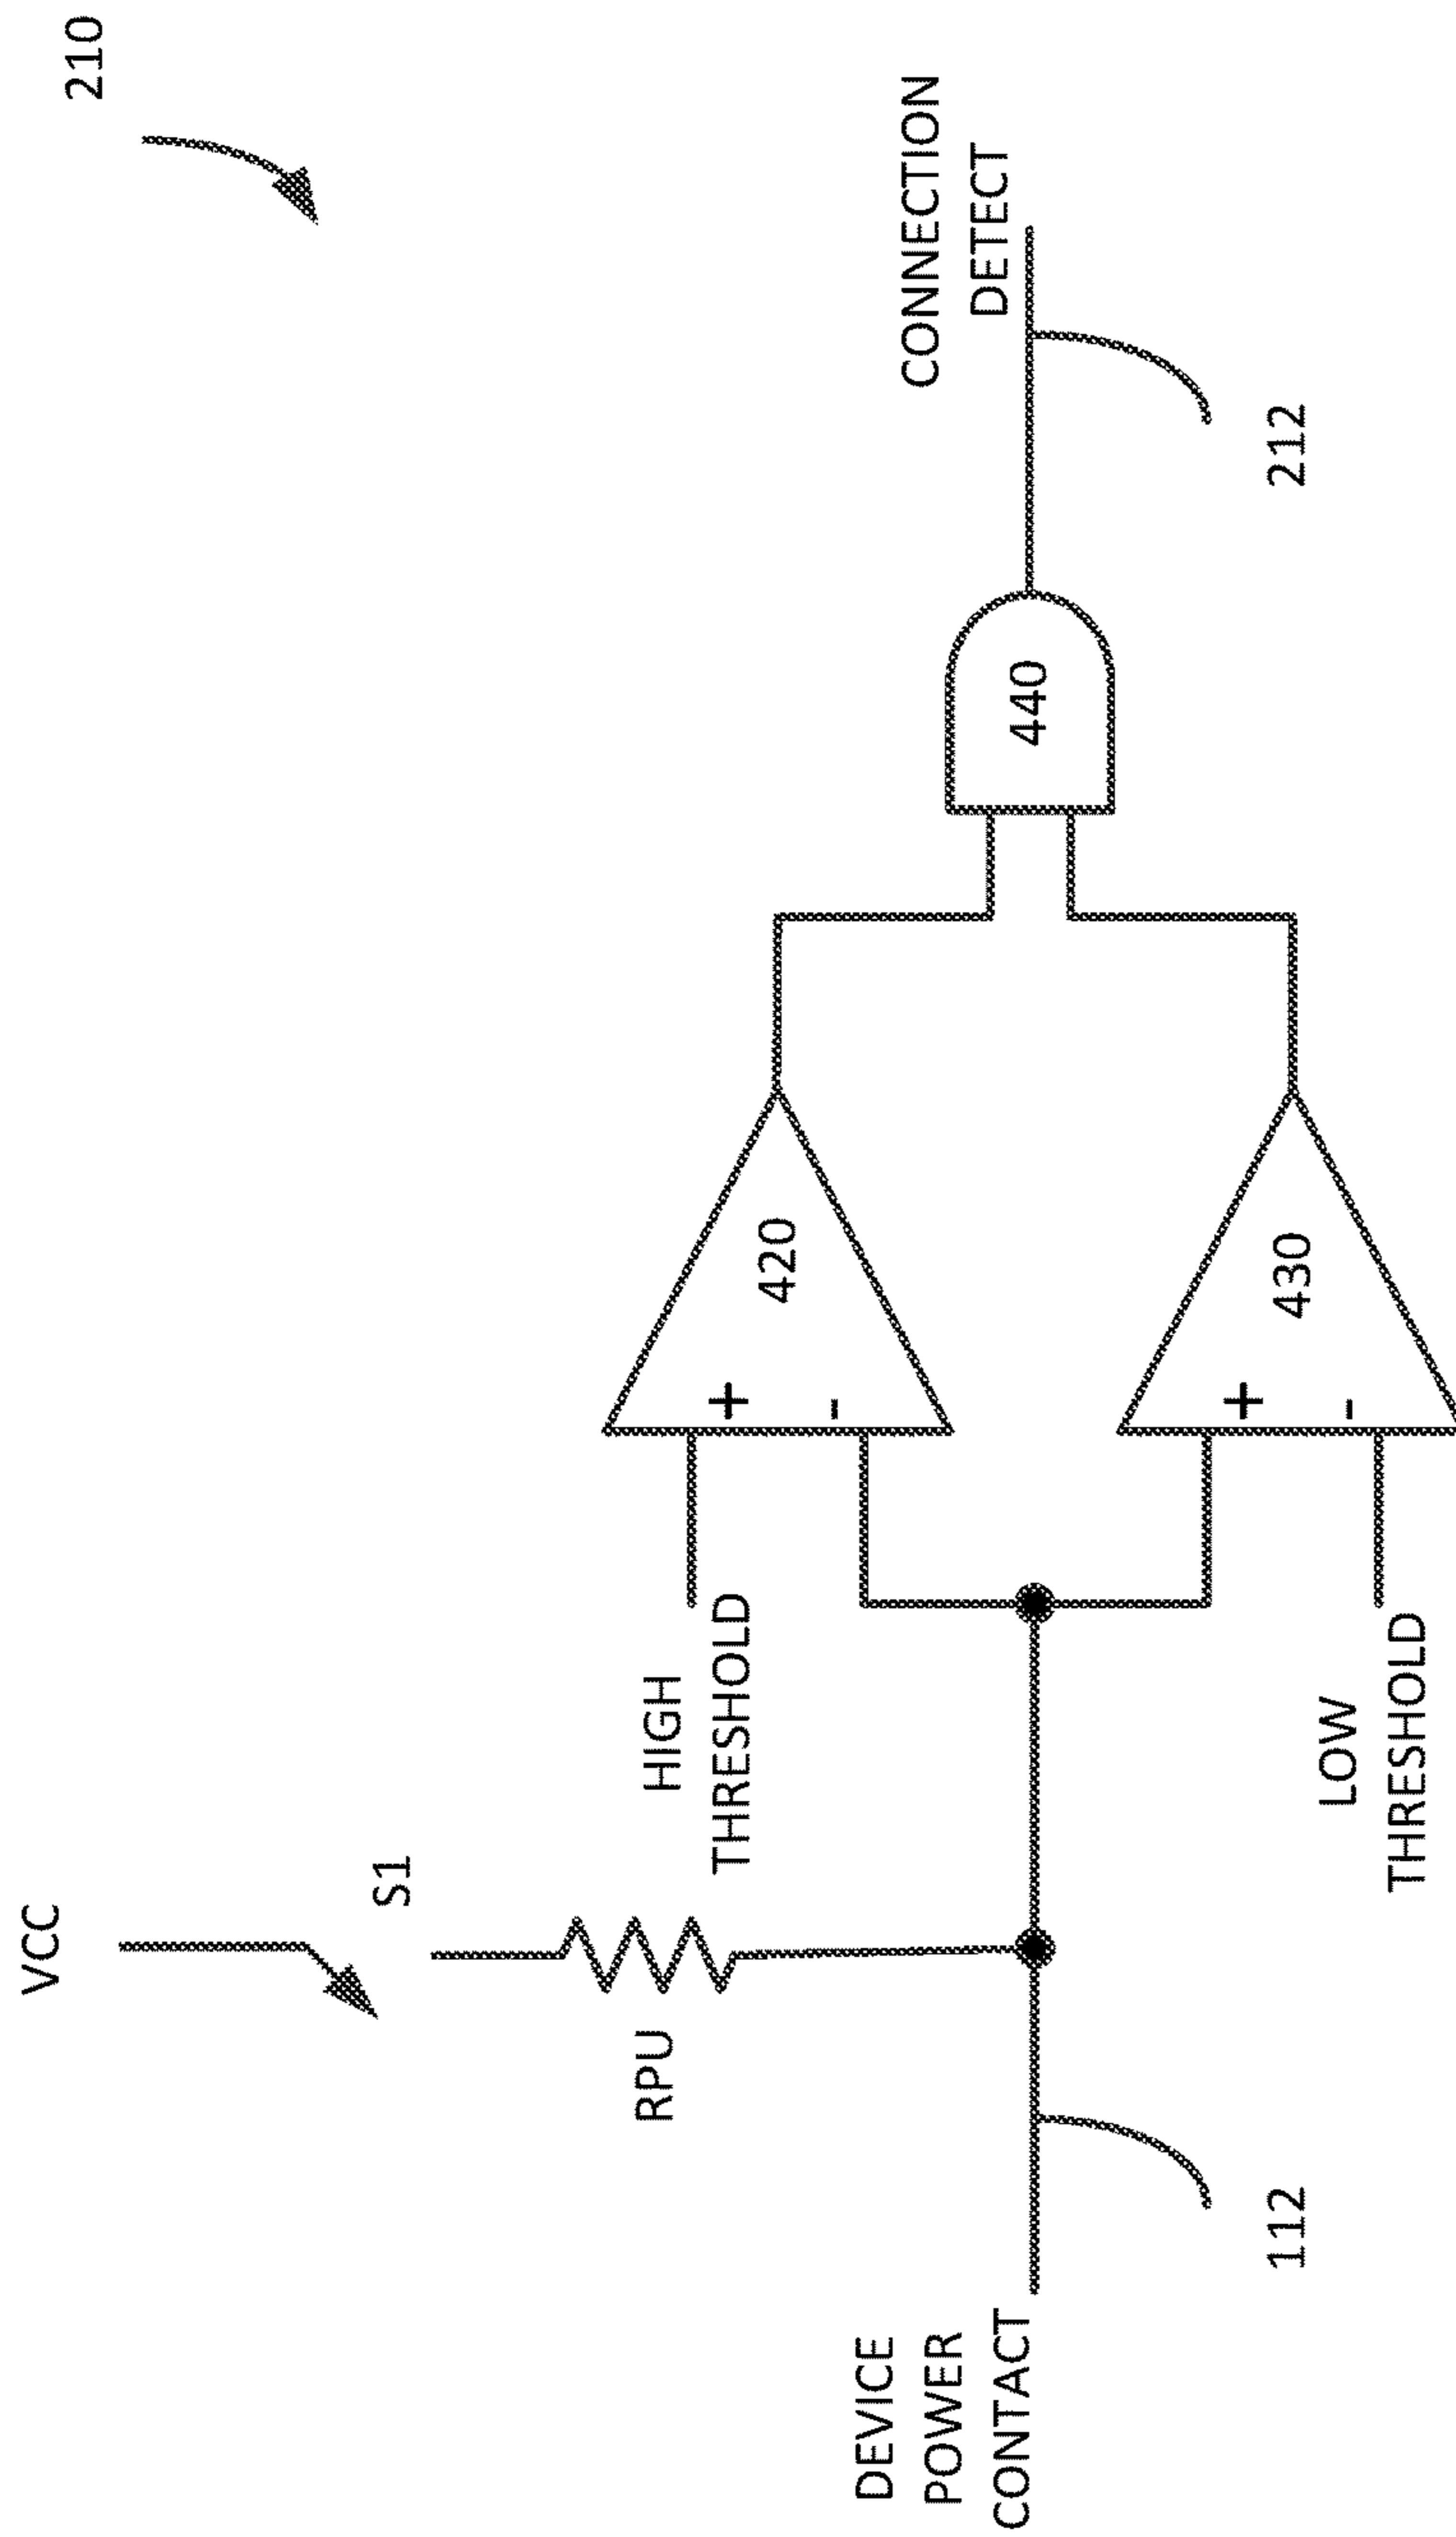 210
VCC
S1
RPU
HIGH
THRESHOLD
DEVICE
POWER
CONTACT
112
LOW
THRESHOLD
+
-
420
+
-
430
440
CONNECTION
DETECT
212